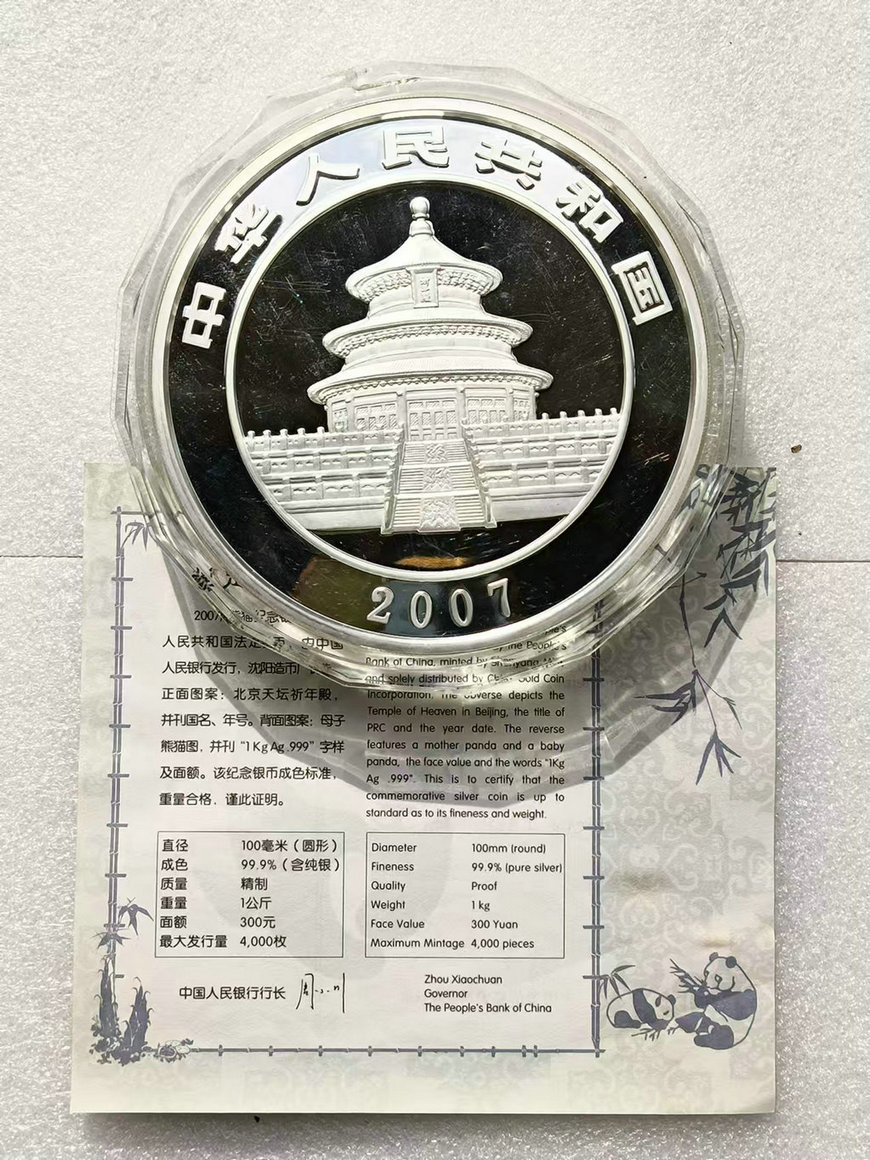 中华人民共和国
2007
人民共和国法定
人民银行发行，沈阳造币
正面图案：北京天坛祈年殿，
并刊国名、年号。背面图案：母子
熊猫图，并刊“1KgAg.999”字样
及面额。该纪念银币成色标准，
重量合格，谨此证明。
the People's
Bank of China, minted by Shenyang
and solely distributed by China Gold Coin
Incorporation. The obverse depicts the
Temple of Heaven in Beijing, the title of
PRC and the year date. The reverse
features a mother panda and a baby
panda, the face value and the words "1Kg
Ag .999". This is to certify that the
commemorative silver coin is up to
standard as to its fineness and weight.
直径 100毫米（圆形）
成色 99.9%（含纯银）
质量 精制
重量 1公斤
面额 300元
最大发行量 4,000枚
Diameter 100mm (round)
Fineness 99.9% (pure silver)
Quality Proof
Weight 1 kg
Face Value 300 Yuan
Maximum Mintage 4,000 pieces
中国人民银行行长
Zhou Xiaochuan
Governor
The People's Bank of China